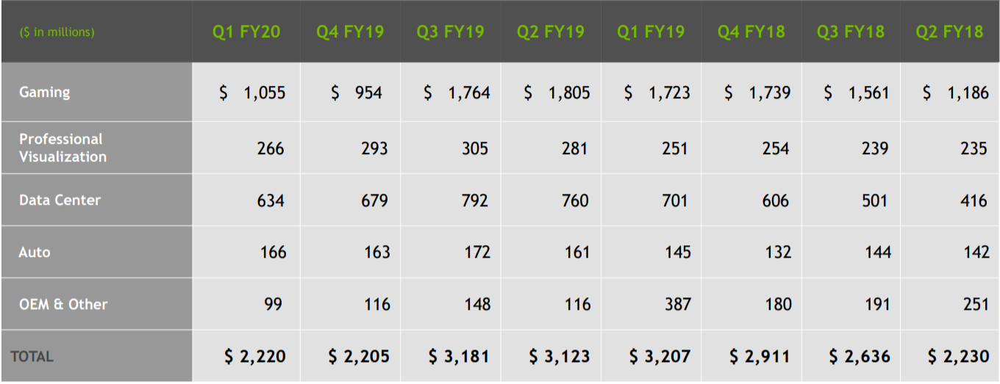 ($ in millions) Q1 FY20 Q4 FY19 Q3 FY19 Q2 FY19 Q1 FY19 Q4 FY18 Q3 FY18 Q2 FY18
Gaming $ 1,055 $ 954 $ 1,764 $ 1,805 $ 1,723 $ 1,739 $ 1,561 $ 1,186
Professional
Visualization 266 293 305 281 251 254 239 235
Data Center 634 679 792 760 701 606 501 416
Auto 166 163 172 161 145 132 144 142
OEM & Other 99 116 148 116 387 180 191 251
TOTAL $ 2,220 $ 2,205 $ 3,181 $ 3,123 $ 3,207 $ 2,911 $ 2,636 $ 2,230